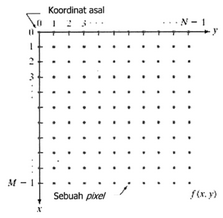 Koordinat asal
0 1 2 3 ··· ··· N − 1
0 y
1
2
3
M − 1
Sebuah pixel f(x, y)
x